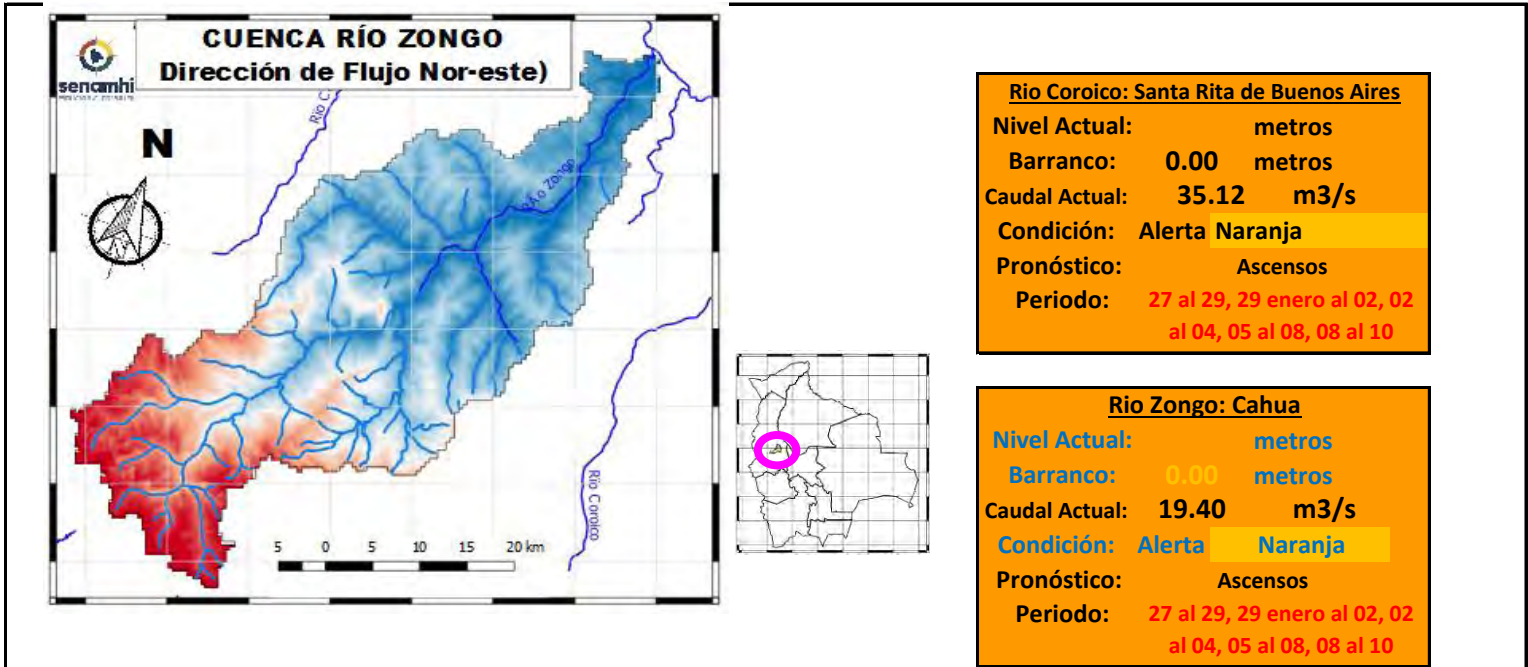 CUENCA RÍO ZONGO
Dirección de Flujo Nor-este)
senamhi
N
Rio C
Rão Zongo
Rio Coroico
5 0 5 10 15 20 km
Rio Coroico: Santa Rita de Buenos Aires
Nivel Actual: metros
Barranco: 0.00 metros
Caudal Actual: 35.12 m3/s
Condición: Alerta Naranja
Pronóstico: Ascensos
Periodo: 27 al 29, 29 enero al 02, 02
al 04, 05 al 08, 08 al 10
Rio Zongo: Cahua
Nivel Actual: metros
Barranco: 0.00 metros
Caudal Actual: 19.40 m3/s
Condición: Alerta Naranja
Pronóstico: Ascensos
Periodo: 27 al 29, 29 enero al 02, 02
al 04, 05 al 08, 08 al 10